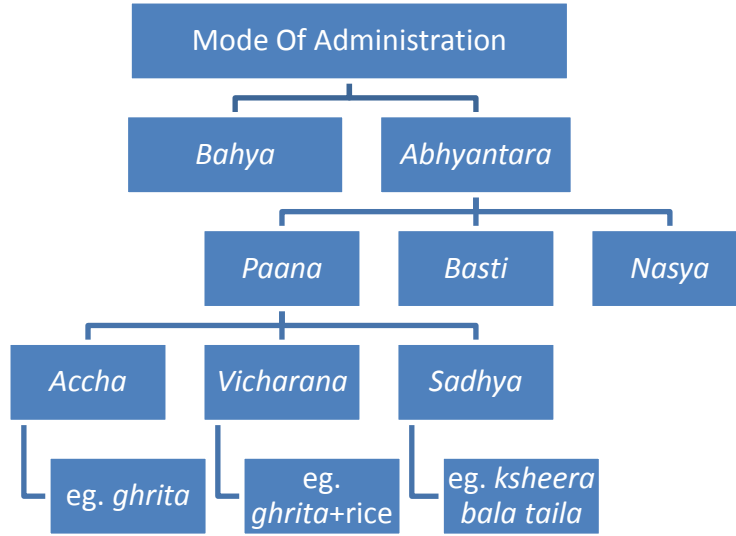 Mode Of Administration
Bahya
Abhyantara
Paana
Basti
Nasya
Accha
Vicharana
Sadhya
eg. ghrita
eg.
ghrita+rice
eg. ksheera
bala taila